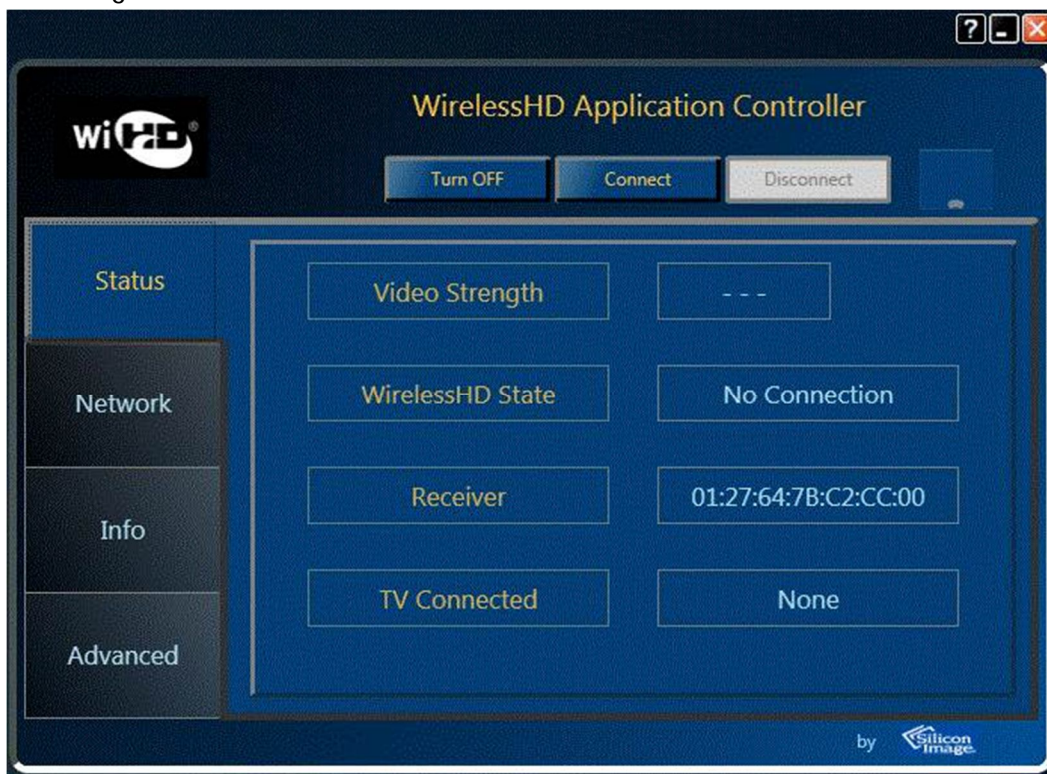 ?
WiHD®
WirelessHD Application Controller
Turn OFF Connect Disconnect
Status
Video Strength - - -
Network
WirelessHD State No Connection
Receiver 01:27:64:7B:C2:CC:00
Info
TV Connected None
Advanced
by Silicon Image